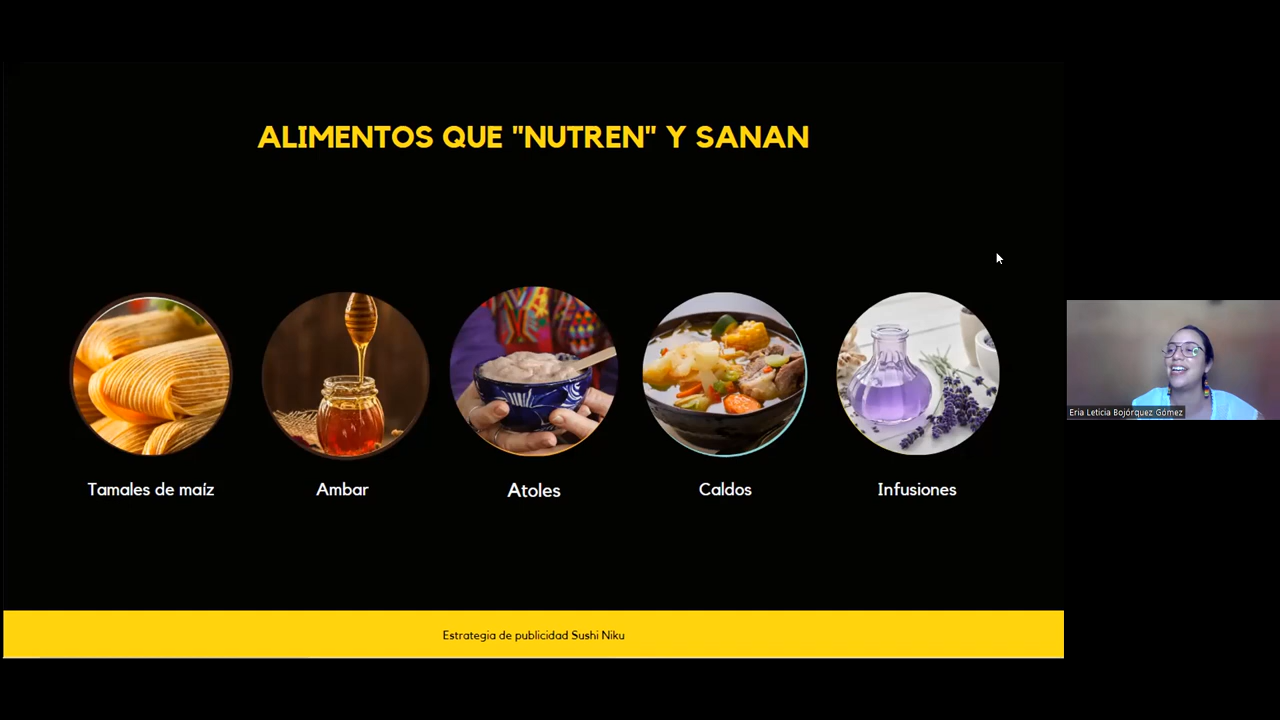 ALIMENTOS QUE "NUTREN" Y SANAN
Tamales de maíz
Ambar
Atoles
Caldos
Infusiones
Eria Leticia Bojórquez Gómez
Estrategia de publicidad Sushi Niku